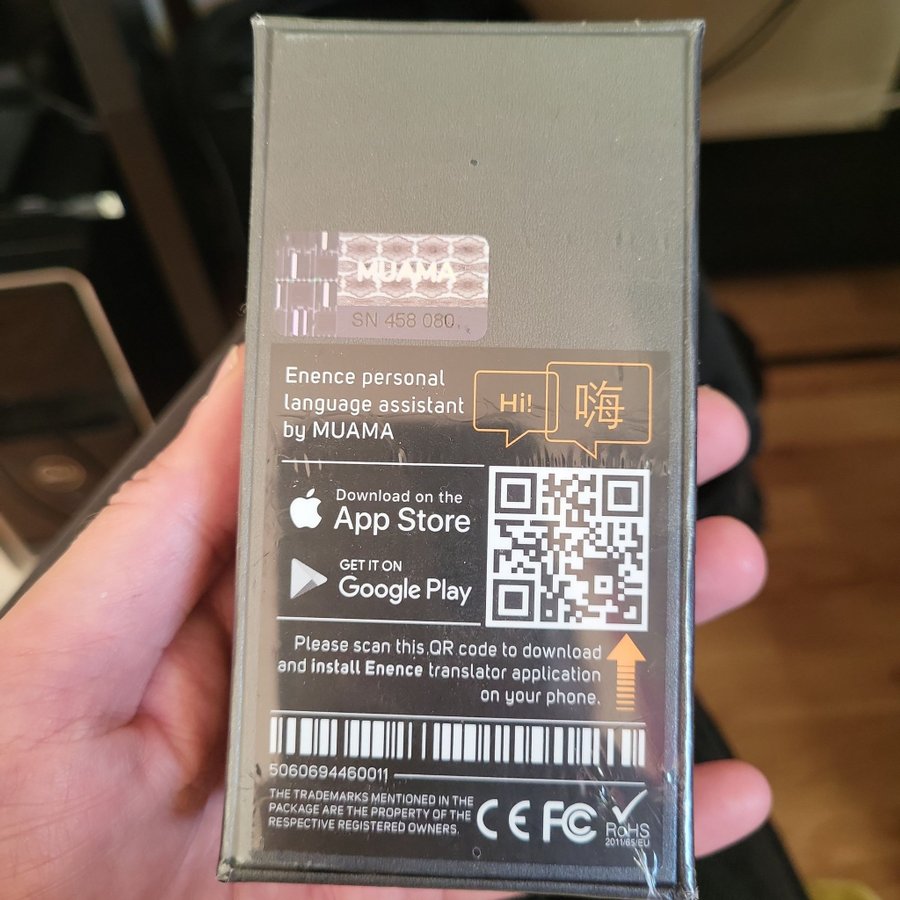 MUAMA
SN 458 080
Enence personal
language assistant
by MUAMA
Hi!
嗨
Download on the
App Store
GET IT ON
Google Play
Please scan this QR code to download
and install Enence translator application
on your phone.
5060694460011
THE TRADEMARKS MENTIONED IN THE
PACKAGE ARE THE PROPERTY OF THE
RESPECTIVE REGISTERED OWNERS.
CE FC RoHS
2011/65/EU